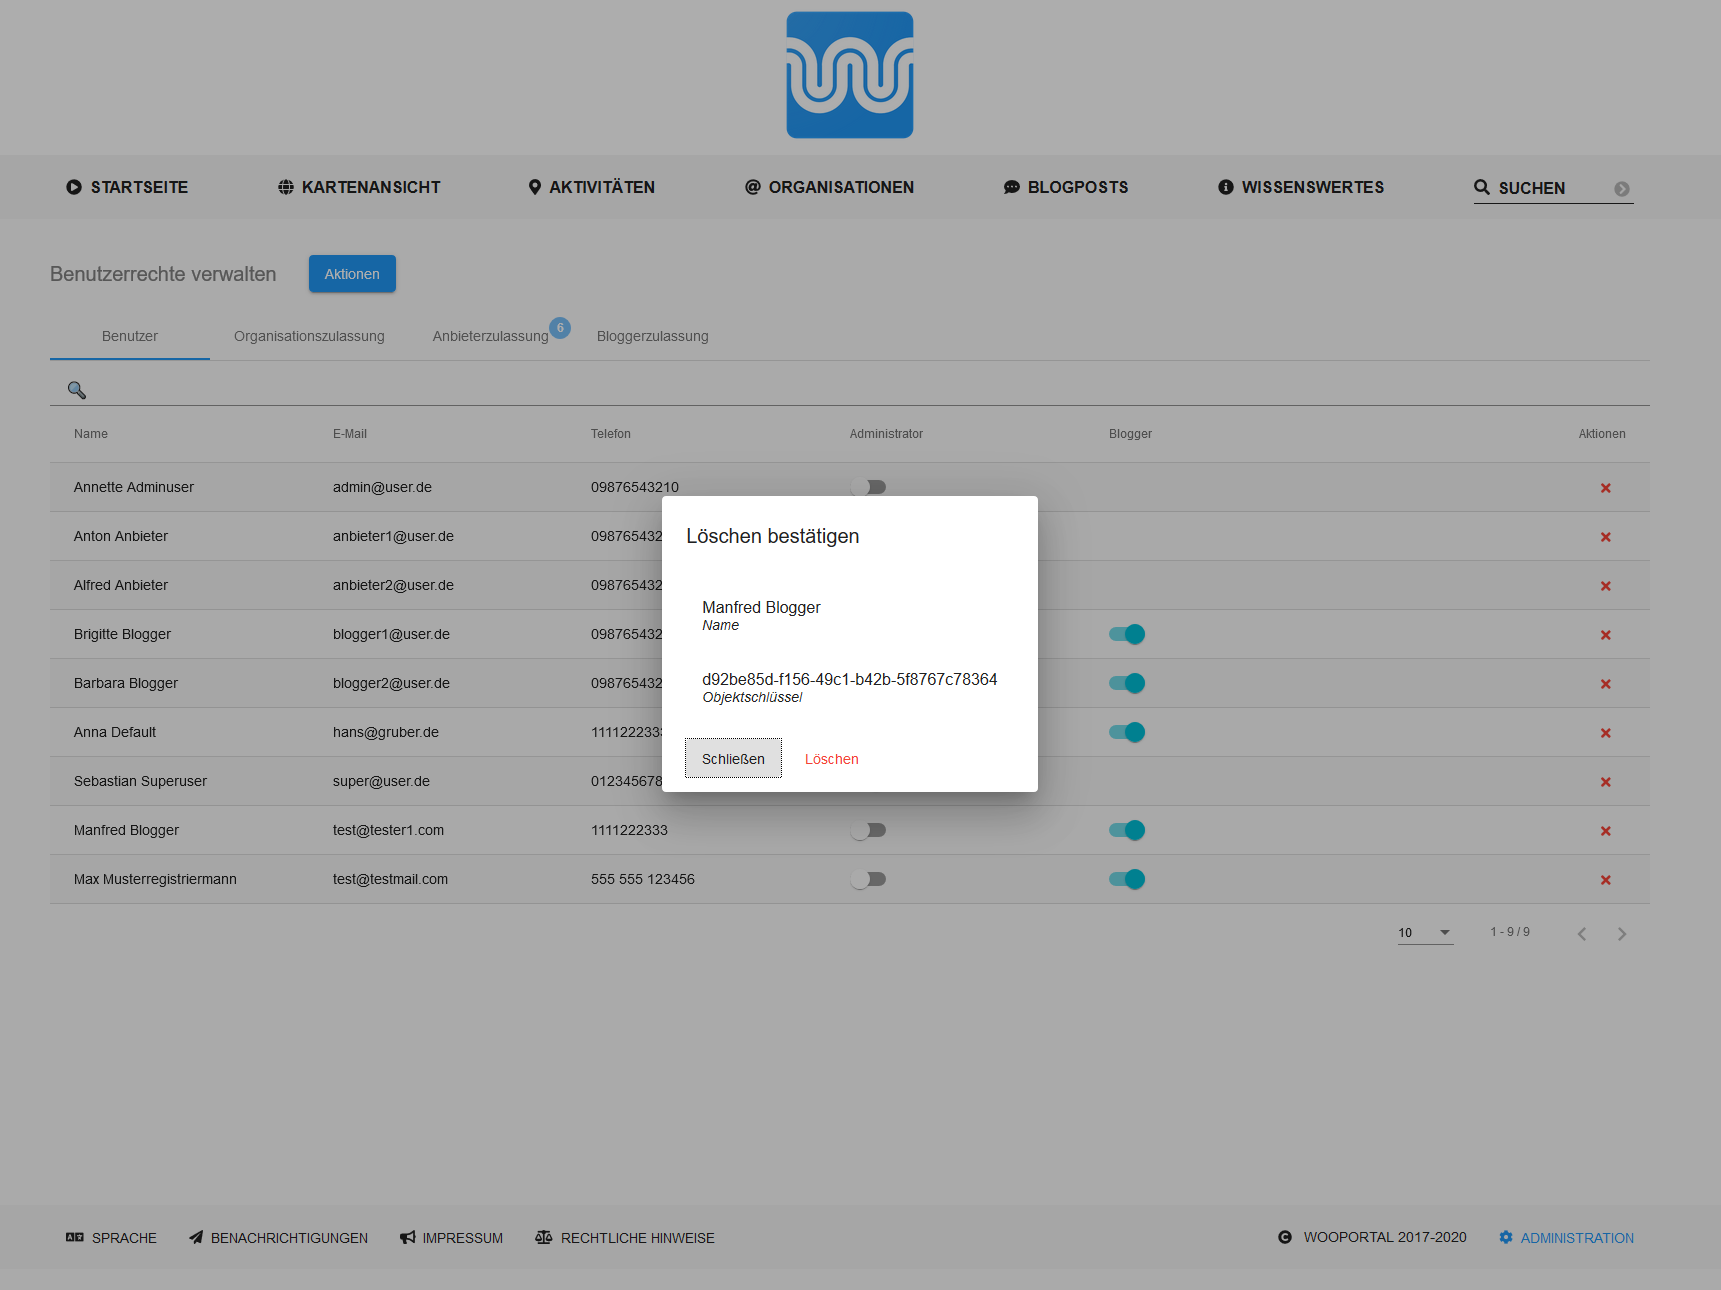 STARTSEITE
KARTENANSICHT
AKTIVITÄTEN
ORGANISATIONEN
BLOGPOSTS
WISSENSWERTES
SUCHEN
Benutzerrechte verwalten
Aktionen
Benutzer
Organisationszulassung
Anbieterzulassung
6
Bloggerzulassung
Name E-Mail Telefon Administrator Blogger Aktionen
Annette Adminuser admin@user.de 09876543210
Anton Anbieter anbieter1@user.de 098765432
Alfred Anbieter anbieter2@user.de 098765432
Brigitte Blogger blogger1@user.de 098765432
Barbara Blogger blogger2@user.de 098765432
Anna Default hans@gruber.de 111122233
Sebastian Superuser super@user.de 012345678
Manfred Blogger test@tester1.com 1111222333
Max Musterregistriermann test@testmail.com 555 555 123456
Löschen bestätigen
Manfred Blogger
Name
d92be85d-f156-49c1-b42b-5f8767c78364
Objektschlüssel
Schließen
Löschen
10
1 - 9 / 9
SPRACHE
BENACHRICHTIGUNGEN
IMPRESSUM
RECHTLICHE HINWEISE
WOOPORTAL 2017-2020
ADMINISTRATION